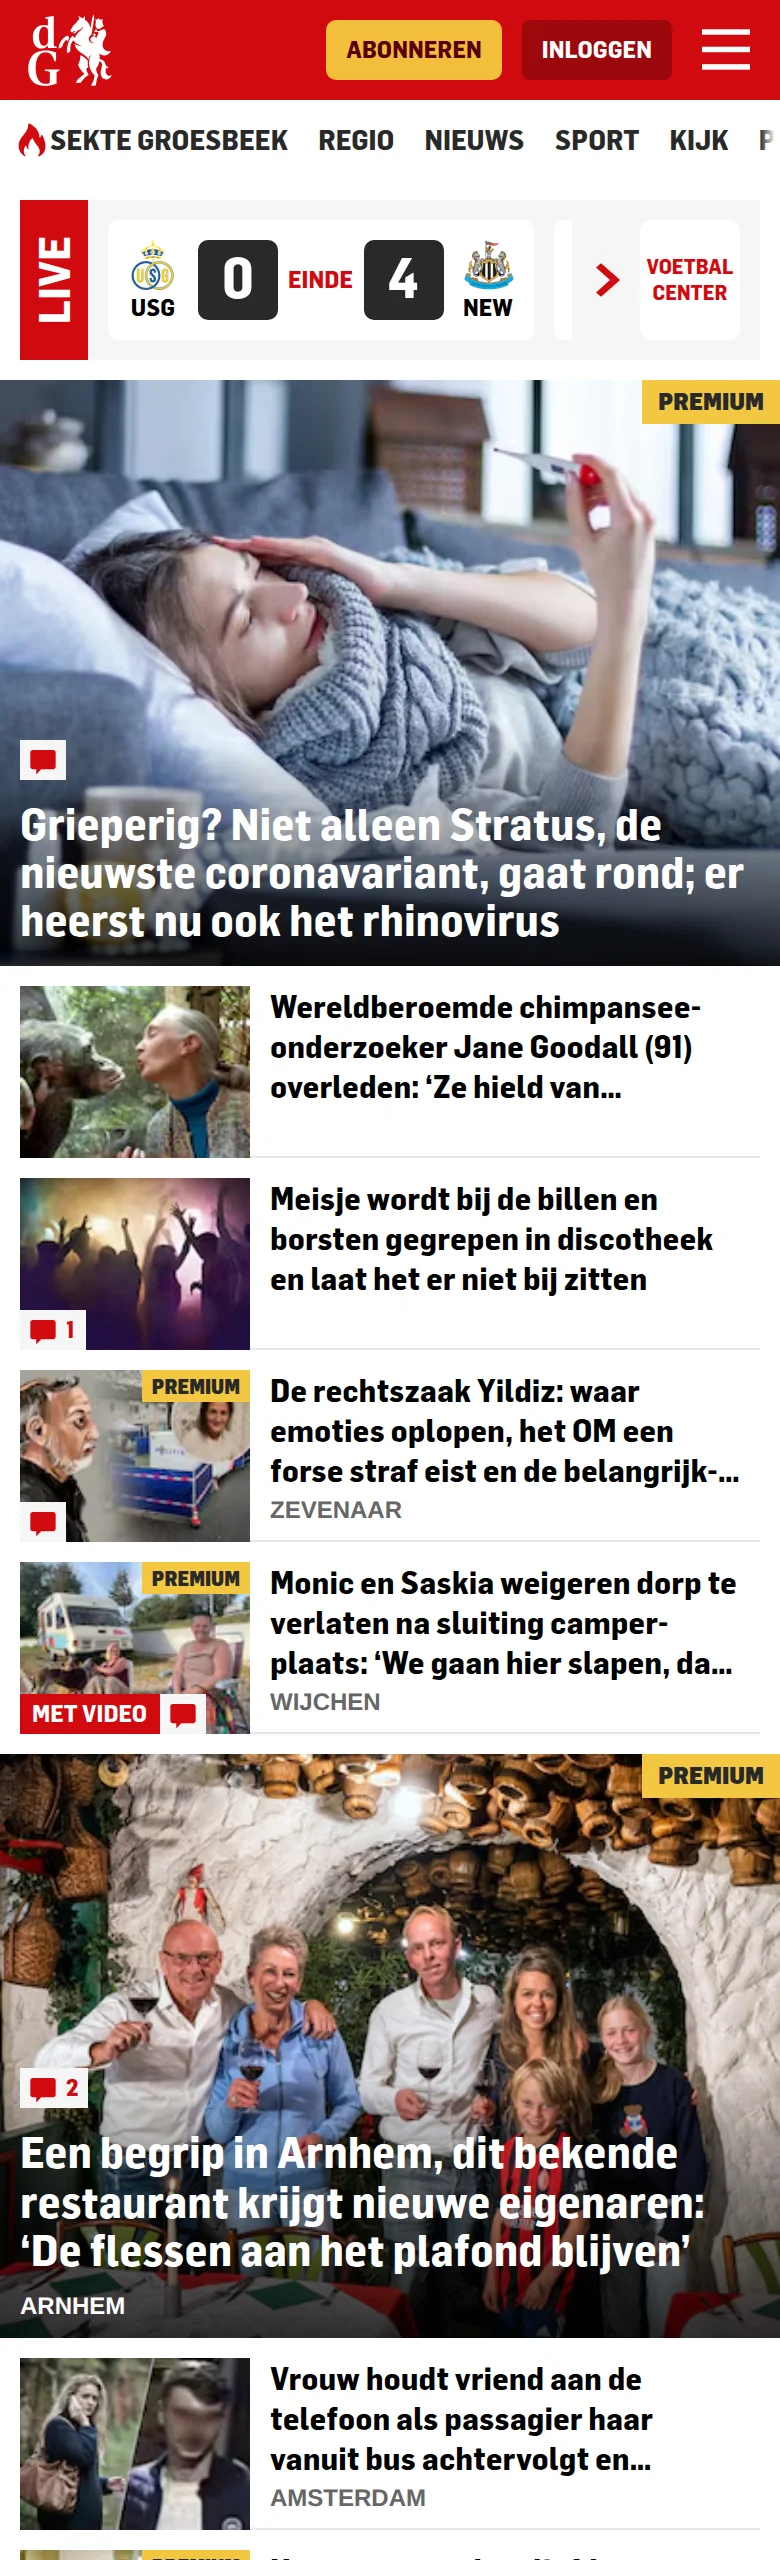 dG
ABONNEREN
INLOGGEN
SEKTE GROESBEEK REGIO NIEUWS SPORT KIJK
LIVE
USG
0
EINDE
4
NEW
VOETBAL
CENTER
PREMIUM
Grieperig? Niet alleen Stratus, de
nieuwste coronavariant, gaat rond; er
heerst nu ook het rhinovirus
Wereldberoemde chimpansee-
onderzoeker Jane Goodall (91)
overleden: ‘Ze hield van...
Meisje wordt bij de billen en
borsten gegrepen in discotheek
en laat het er niet bij zitten
1
PREMIUM
De rechtszaak Yildiz: waar
emoties oplopen, het OM een
forse straf eist en de belangrijk-...
ZEVENAAR
PREMIUM
MET VIDEO
Monic en Saskia weigeren dorp te
verlaten na sluiting camper-
plaats: ‘We gaan hier slapen, da...
WIJCHEN
PREMIUM
2
Een begrip in Arnhem, dit bekende
restaurant krijgt nieuwe eigenaren:
‘De flessen aan het plafond blijven’
ARNHEM
Vrouw houdt vriend aan de
telefoon als passagier haar
vanuit bus achtervolgt en...
AMSTERDAM